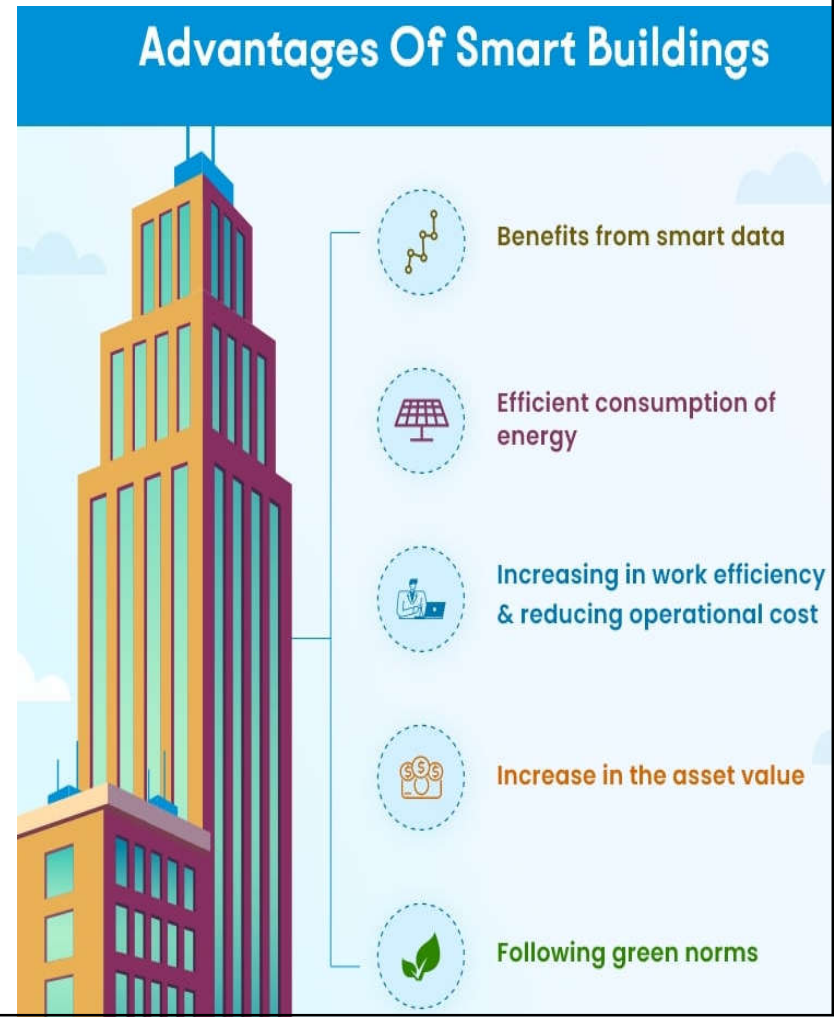 Advantages Of Smart Buildings
Benefits from smart data
Efficient consumption of
energy
Increasing in work efficiency
& reducing operational cost
Increase in the asset value
Following green norms